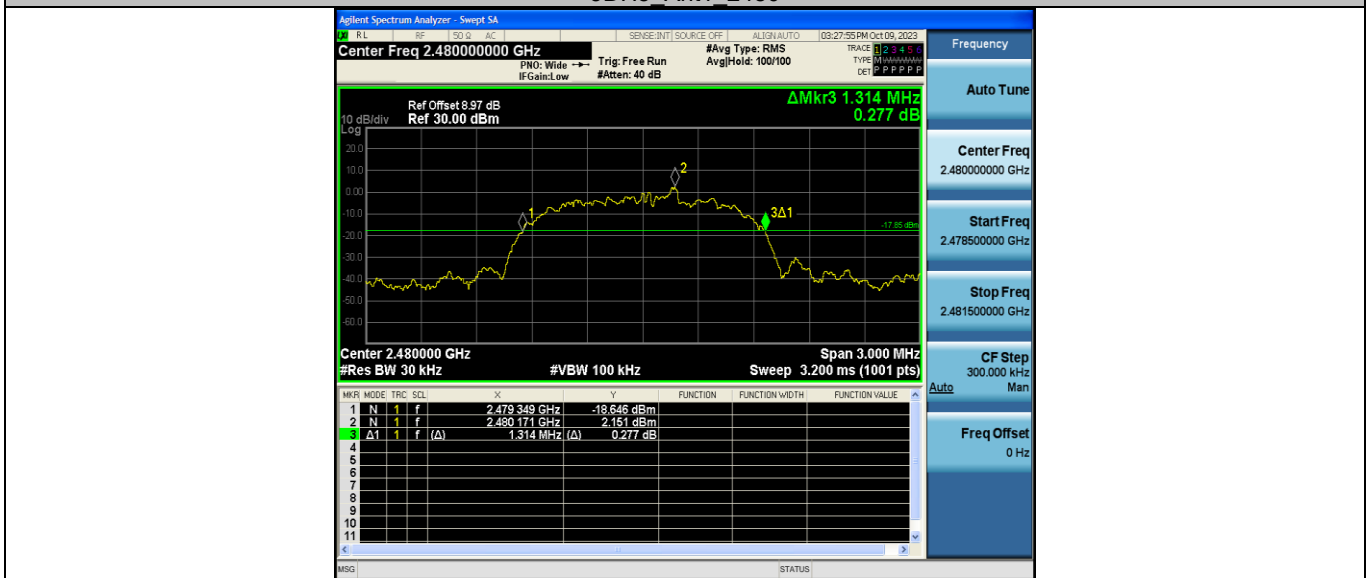 Agilent Spectrum Analyzer - Swept SA
RL RF 50 Ω AC SENSE:INT SOURCE OFF ALIGN AUTO 03:27:55 PM Oct 09, 2023
Center Freq 2.480000000 GHz
PNO: Wide
IFGain:Low
Trig: Free Run
#Atten: 40 dB
#Avg Type: RMS
Avg|Hold: 100/100
TRACE 1 2 3 4 5 6
TYPE M
DET P P P P P P
ΔMkr3 1.314 MHz
0.277 dB
Ref Offset 8.97 dB
10 dB/div Ref 30.00 dBm
Log
20.0
10.0
0.00
-10.0
-20.0
-30.0
-40.0
-50.0
-60.0
1
2
3Δ1
-17.85 dBm
Center 2.480000 GHz Span 3.000 MHz
#Res BW 30 kHz #VBW 100 kHz Sweep 3.200 ms (1001 pts)
MKR MODE TRC SCL X Y FUNCTION FUNCTION WIDTH FUNCTION VALUE
1 N 1 f 2.479 349 GHz -18.646 dBm
2 N 1 f 2.480 171 GHz 2.151 dBm
3 Δ1 1 f (Δ) 1.314 MHz (Δ) 0.277 dB
4
5
6
7
8
9
10
11
MSG STATUS
Frequency
Auto Tune
Center Freq
2.480000000 GHz
Start Freq
2.478500000 GHz
Stop Freq
2.481500000 GHz
CF Step
300.000 kHz
Auto Man
Freq Offset
0 Hz